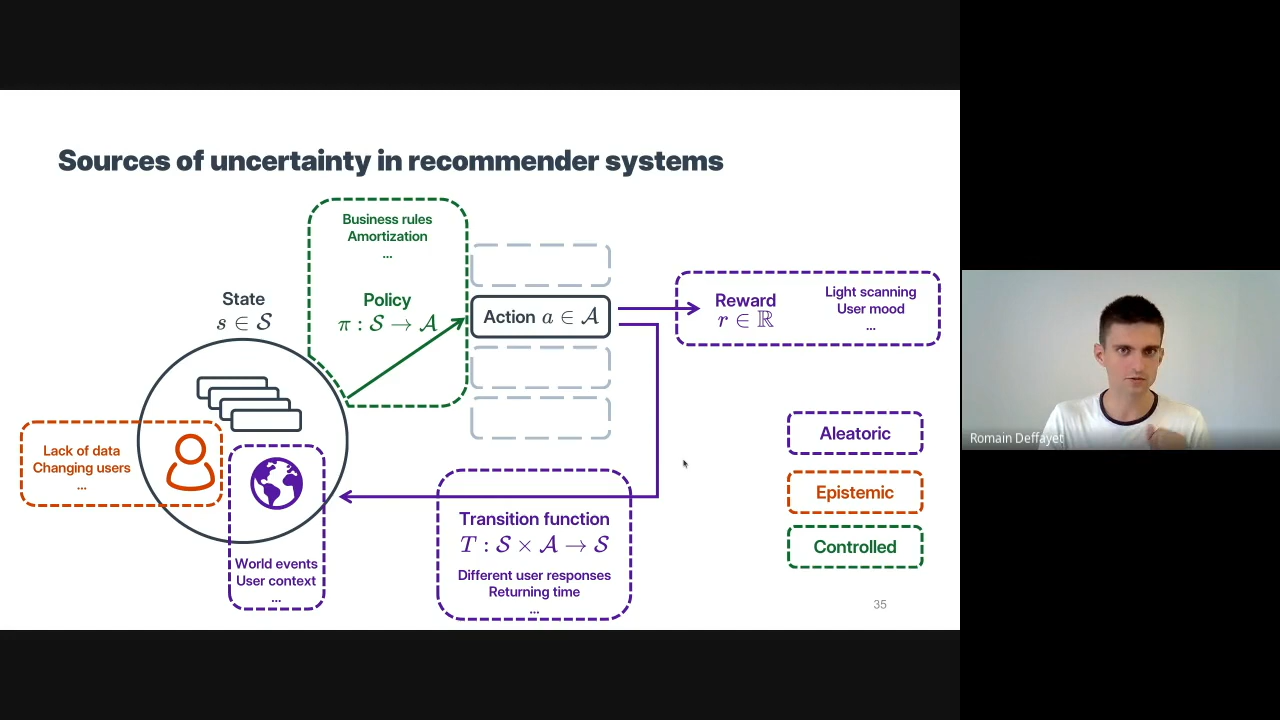 Sources of uncertainty in recommender systems
Business rules
Amortization
...
Policy
π : 𝒮 → 𝒜
State
s ∈ 𝒮
Action a ∈ 𝒜
Reward
r ∈ ℝ
Light scanning
User mood
...
Lack of data
Changing users
...
World events
User context
...
Transition function
T : 𝒮 × 𝒜 → 𝒮
Different user responses
Returning time
...
Aleatoric
Epistemic
Controlled
35
Romain Deffayet